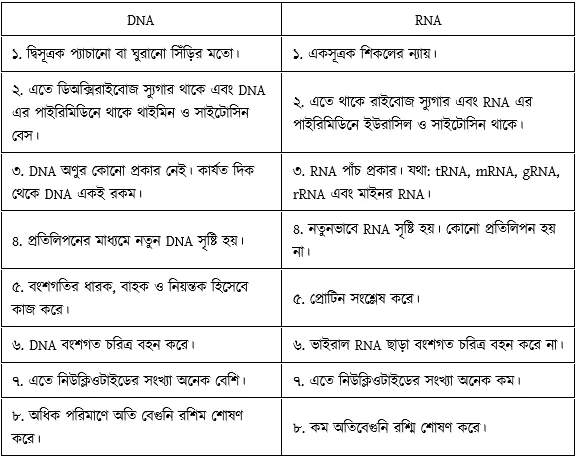 DNA
RNA
১. দ্বিসূত্রক প্যাচানো বা ঘুরানো সিঁড়ির মতো।
১. একসূত্রক শিকলের ন্যায়।
২. এতে ডিঅক্সিরাইবোজ স্যুগার থাকে এবং DNA
এর পাইরিমিডিনে থাকে থাইমিন ও সাইটোসিন
বেস।
২. এতে থাকে রাইবোজ স্যুগার এবং RNA এর
পাইরিমিডিনে ইউরাসিল ও সাইটোসিন থাকে।
৩. DNA অণুর কোনো প্রকার নেই। কার্যত দিক
থেকে DNA একই রকম।
৩. RNA পাঁচ প্রকার। যথা: tRNA, mRNA, gRNA,
rRNA এবং মাইনর RNA।
৪. প্রতিলিপনের মাধ্যমে নতুন DNA সৃষ্টি হয়।
৪. নতুনভাবে RNA সৃষ্টি হয়। কোনো প্রতিলিপন হয়
না।
৫. বংশগতির ধারক, বাহক ও নিয়ন্তক হিসেবে
কাজ করে।
৫. প্রোটিন সংশ্লেষ করে।
৬. DNA বংশগত চরিত্র বহন করে।
৬. ভাইরাল RNA ছাড়া বংশগত চরিত্র বহন করে না।
৭. এতে নিউক্লিওটাইডের সংখ্যা অনেক বেশি।
৭. এতে নিউক্লিওটাইডের সংখ্যা অনেক কম।
৮. অধিক পরিমাণে অতি বেগুনি রশিম শোষণ
করে।
৮. কম অতিবেগুনি রশ্মি শোষণ করে।